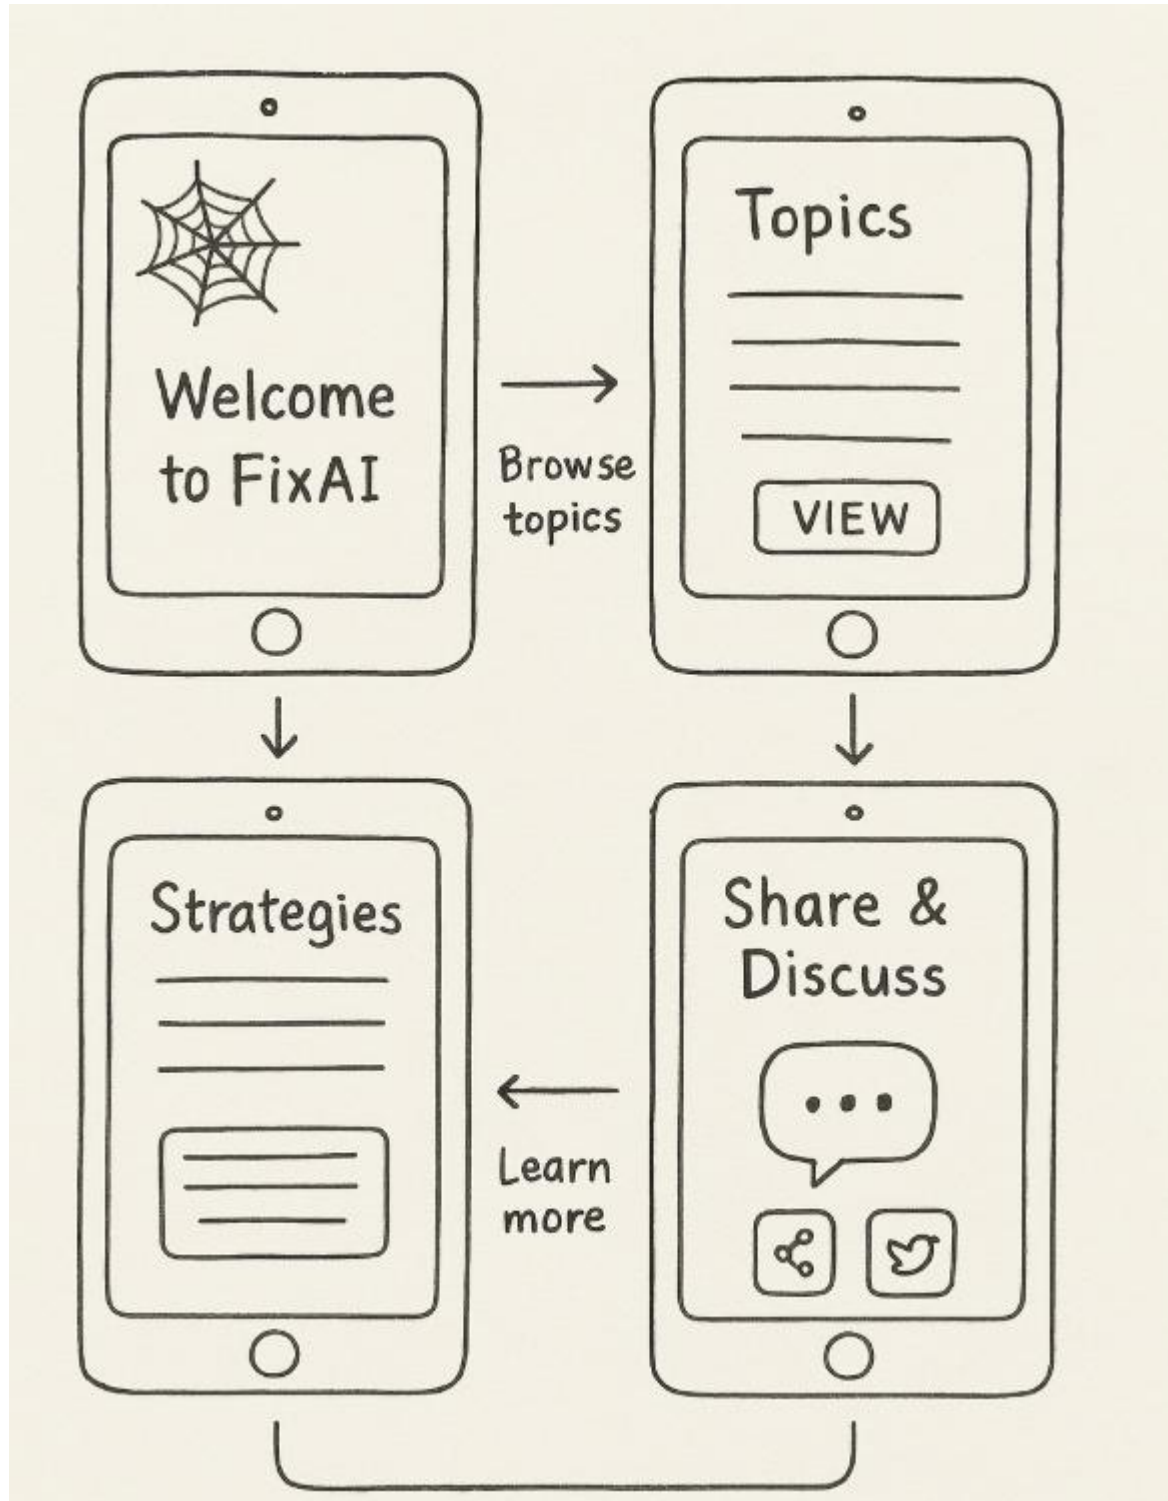 Welcome
to FixAI
Browse
topics
Topics
VIEW
Strategies
Learn
more
Share &
Discuss